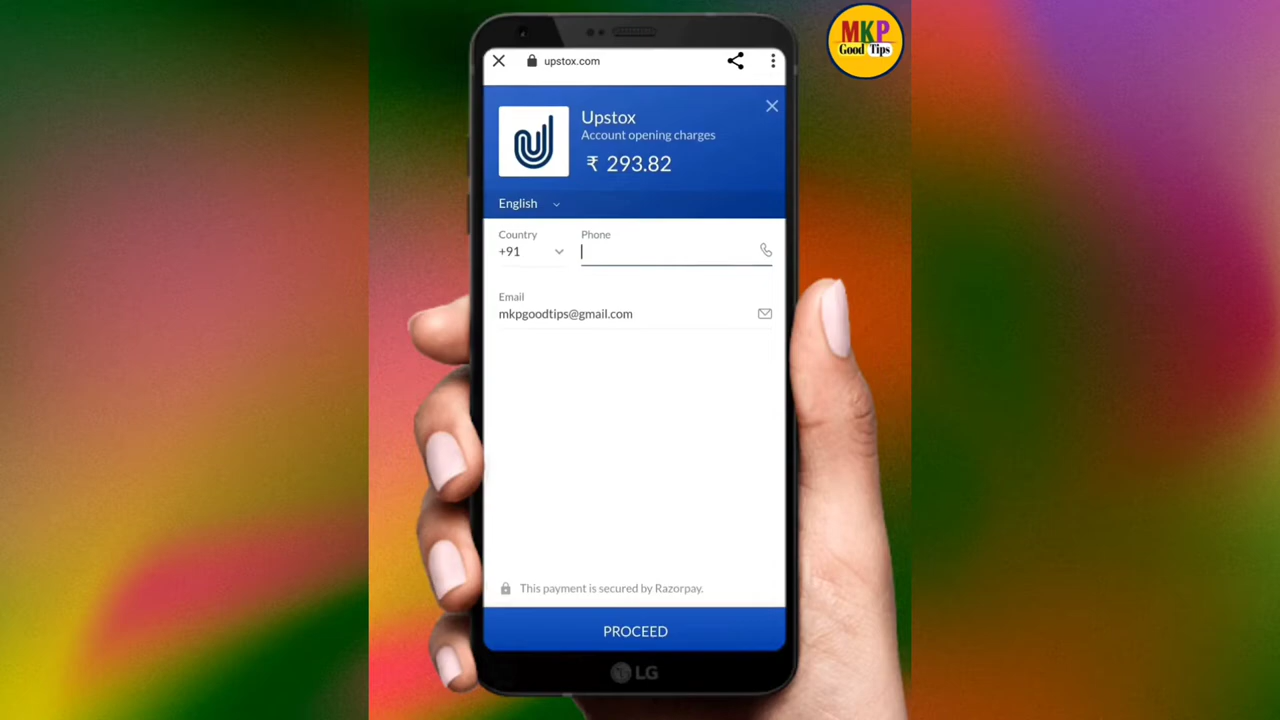 MKP
Good Tips
upstox.com
Upstox
Account opening charges
₹ 293.82
English
Country
Phone
+91
Email
mkpgoodtips@gmail.com
This payment is secured by Razorpay.
PROCEED
LG